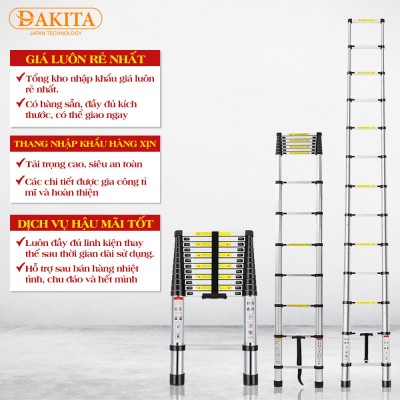 DAKITA
JAPAN TECHNOLOGY
GIÁ LUÔN RẺ NHẤT
✓ Tổng kho nhập khẩu giá luôn
rẻ nhất.
✓ Có hàng sẵn, đầy đủ kích
thước, có thể giao ngay
THANG NHẬP KHẨU HÀNG XỊN
✓ Tải trọng cao, siêu an toàn
✓ Các chi tiết được gia công tỉ
mĩ và hoàn thiện
DỊCH VỤ HẬU MÃI TỐT
✓ Luôn đầy đủ linh kiện thay
thế sau thời gian dài sử dụng.
✓ Hỗ trợ sau bán hàng nhiệt
tình, chu đáo và hết mình